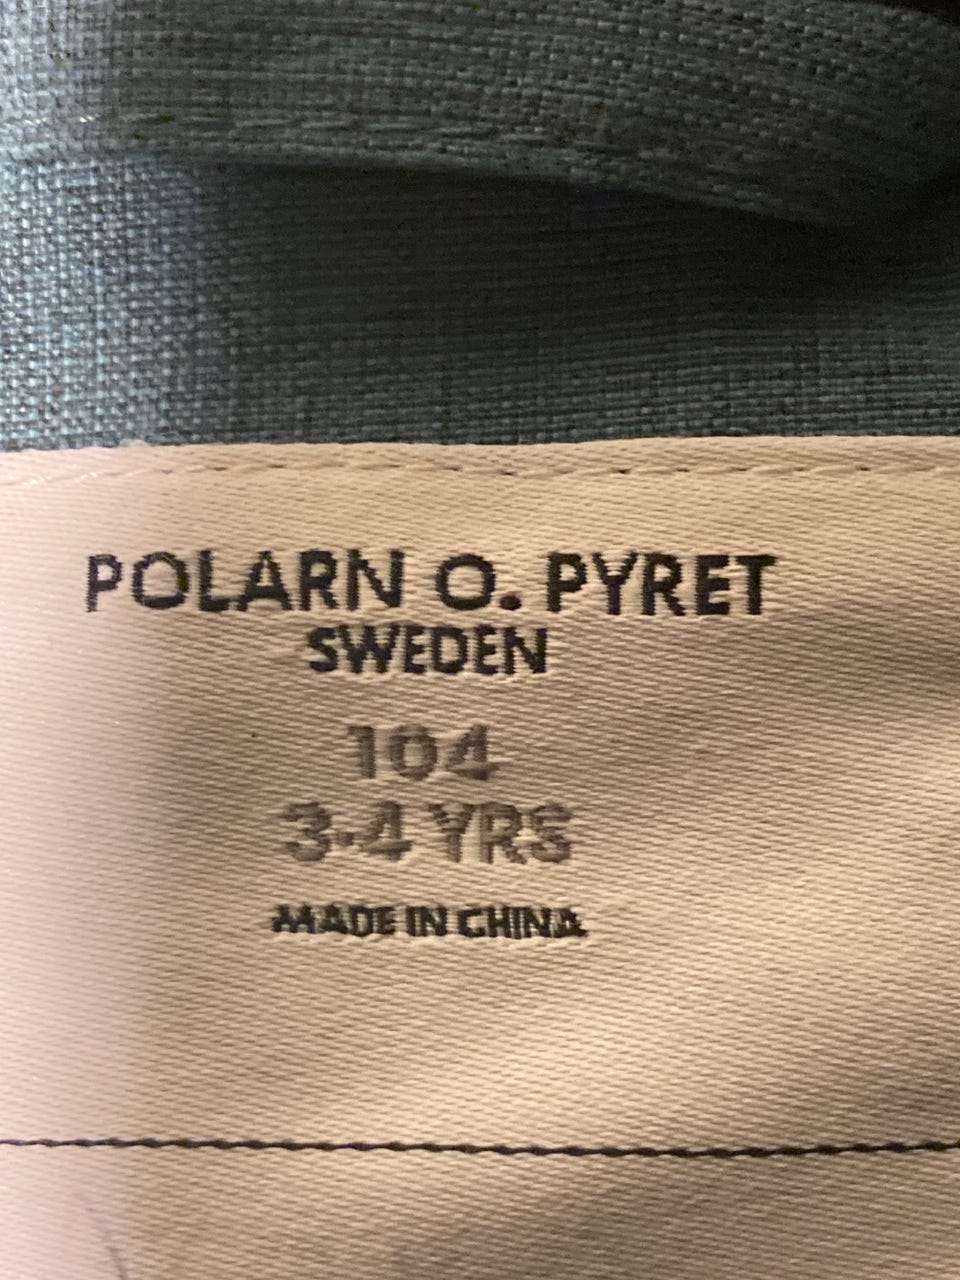 POLARN O. PYRET
SWEDEN
104
3-4 YRS
MADE IN CHINA